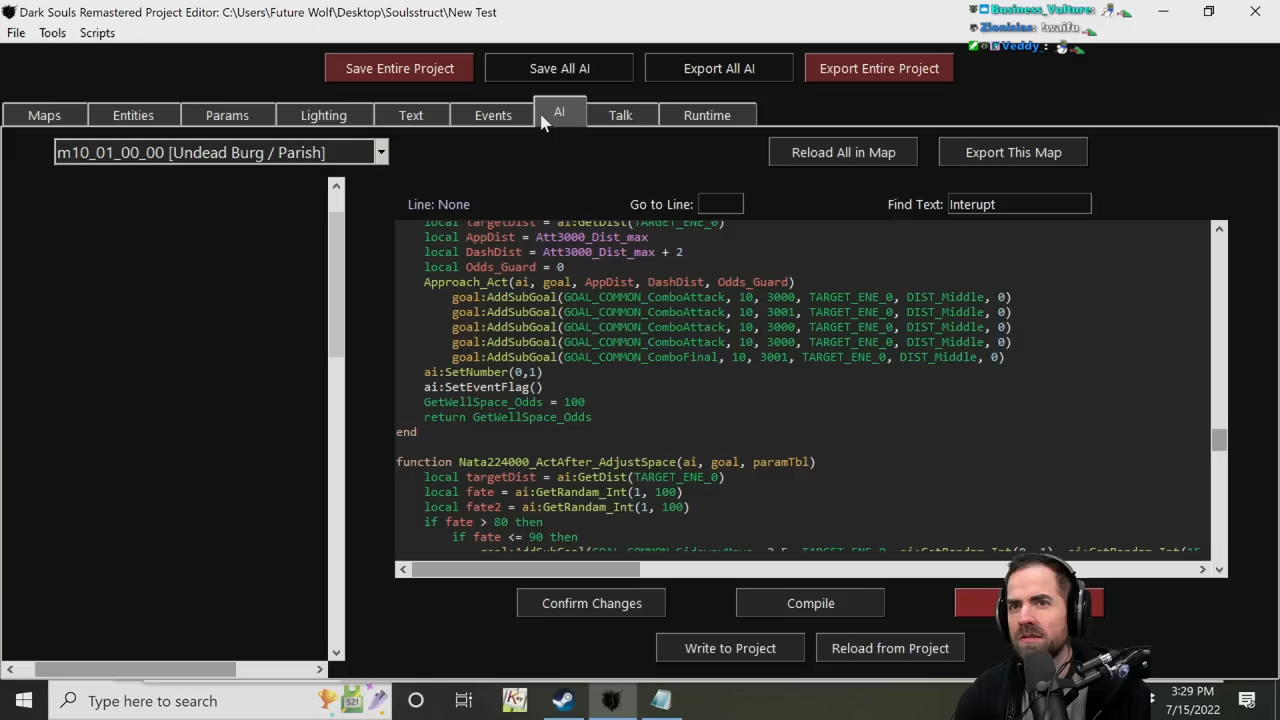 Dark Souls Remastered Project Editor: C:\Users\Future Wolf\Desktop\Soulsstruct\New Test
Business_Vulture:
Zionisias: !waifu
Veddy :
File Tools Scripts
Save Entire Project Save All AI Export All AI Export Entire Project
Maps Entities Params Lighting Text Events AI Talk Runtime
m10_01_00_00 [Undead Burg / Parish] Reload All in Map Export This Map
Line: None Go to Line: Find Text: Interupt
local targetDist = ai:GetDist(TARGET_ENE_0)
local AppDist = Att3000_Dist_max
local DashDist = Att3000_Dist_max + 2
local Odds_Guard = 0
Approach_Act(ai, goal, AppDist, DashDist, Odds_Guard)
goal:AddSubGoal(GOAL_COMMON_ComboAttack, 10, 3000, TARGET_ENE_0, DIST_Middle, 0)
goal:AddSubGoal(GOAL_COMMON_ComboAttack, 10, 3001, TARGET_ENE_0, DIST_Middle, 0)
goal:AddSubGoal(GOAL_COMMON_ComboAttack, 10, 3000, TARGET_ENE_0, DIST_Middle, 0)
goal:AddSubGoal(GOAL_COMMON_ComboAttack, 10, 3000, TARGET_ENE_0, DIST_Middle, 0)
goal:AddSubGoal(GOAL_COMMON_ComboFinal, 10, 3001, TARGET_ENE_0, DIST_Middle, 0)
ai:SetNumber(0,1)
ai:SetEventFlag()
GetWellSpace_Odds = 100
return GetWellSpace_Odds
end
function Nata224000_ActAfter_AdjustSpace(ai, goal, paramTbl)
local targetDist = ai:GetDist(TARGET_ENE_0)
local fate = ai:GetRandam_Int(1, 100)
local fate2 = ai:GetRandam_Int(1, 100)
if fate > 80 then
if fate <= 90 then
Confirm Changes Compile
Write to Project Reload from Project
Type here to search S21
3:29 PM
7/15/2022